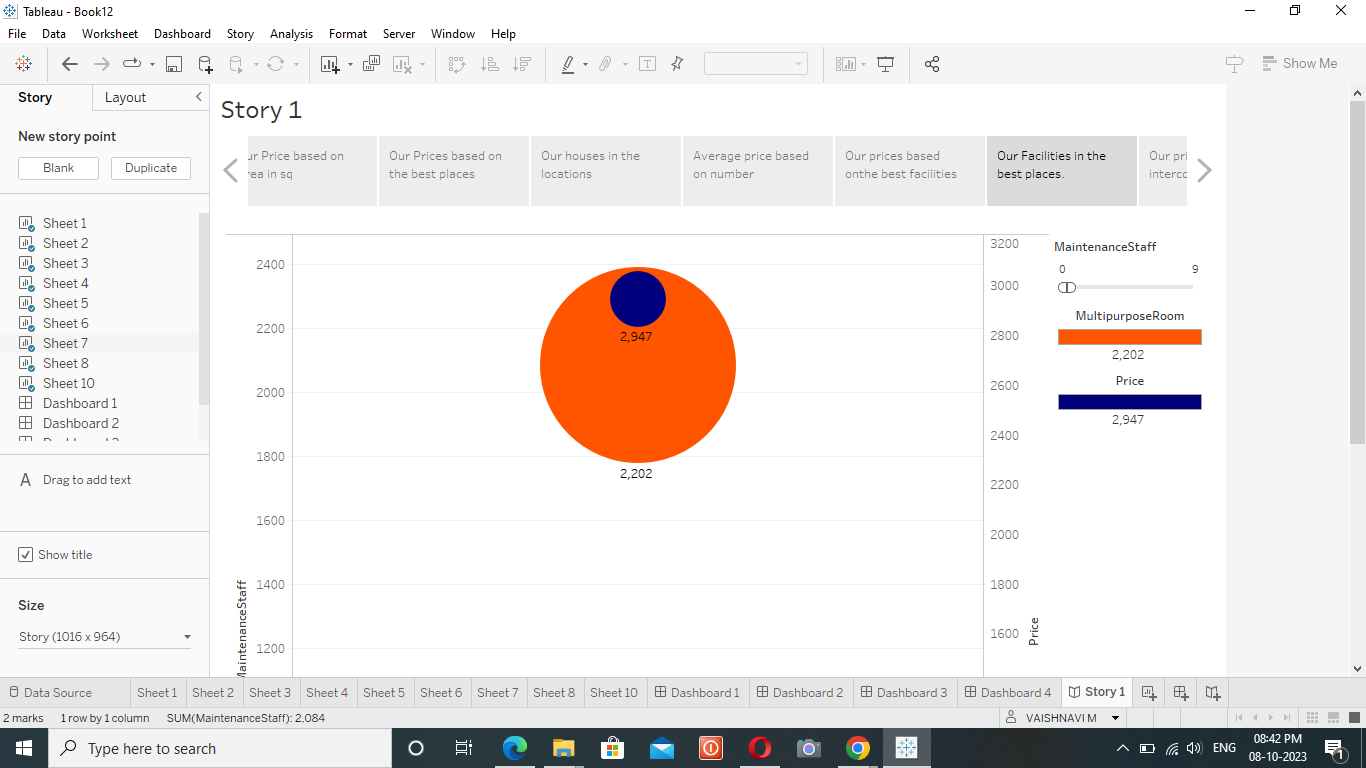 Tableau - Book12
File Data Worksheet Dashboard Story Analysis Format Server Window Help
Show Me
Story Layout
New story point
Blank Duplicate
Sheet 1
Sheet 2
Sheet 3
Sheet 4
Sheet 5
Sheet 6
Sheet 7
Sheet 8
Sheet 10
Dashboard 1
Dashboard 2
A Drag to add text
Show title
Size
Story (1016 x 964)
Story 1
ur Price based on
rea in sq
Our Prices based on
the best places
Our houses in the
locations
Average price based
on number
Our prices based
onthe best facilities
Our Facilities in the
best places.
Our pri
interco
2400
2200
2000
1800
1600
1400
1200
MaintenanceStaff
2,947
2,202
3200
3000
2800
2600
2400
2200
2000
1800
1600
Price
MaintenanceStaff
0 9
MultipurposeRoom
2,202
Price
2,947
Data Source Sheet 1 Sheet 2 Sheet 3 Sheet 4 Sheet 5 Sheet 6 Sheet 7 Sheet 8 Sheet 10 Dashboard 1 Dashboard 2 Dashboard 3 Dashboard 4 Story 1
2 marks 1 row by 1 column SUM(MaintenanceStaff): 2,084 VAISHNAVI M
Type here to search
ENG
08:42 PM
08-10-2023
1